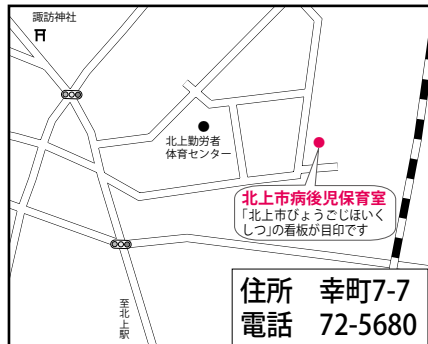 諏訪神社
北上勤労者
体育センター
北上市病後児保育室
「北上市びょうごじほいく
しつ」の看板が目印です
至北上駅
住所 幸町7-7
電話 72-5680